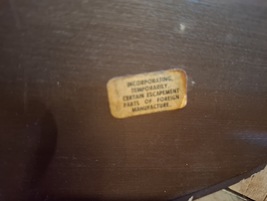 INCORPORATING,
TEMPORARILY
CERTAIN ESCAPEMENT
PARTS OF FOREIGN
MANUFACTURE.